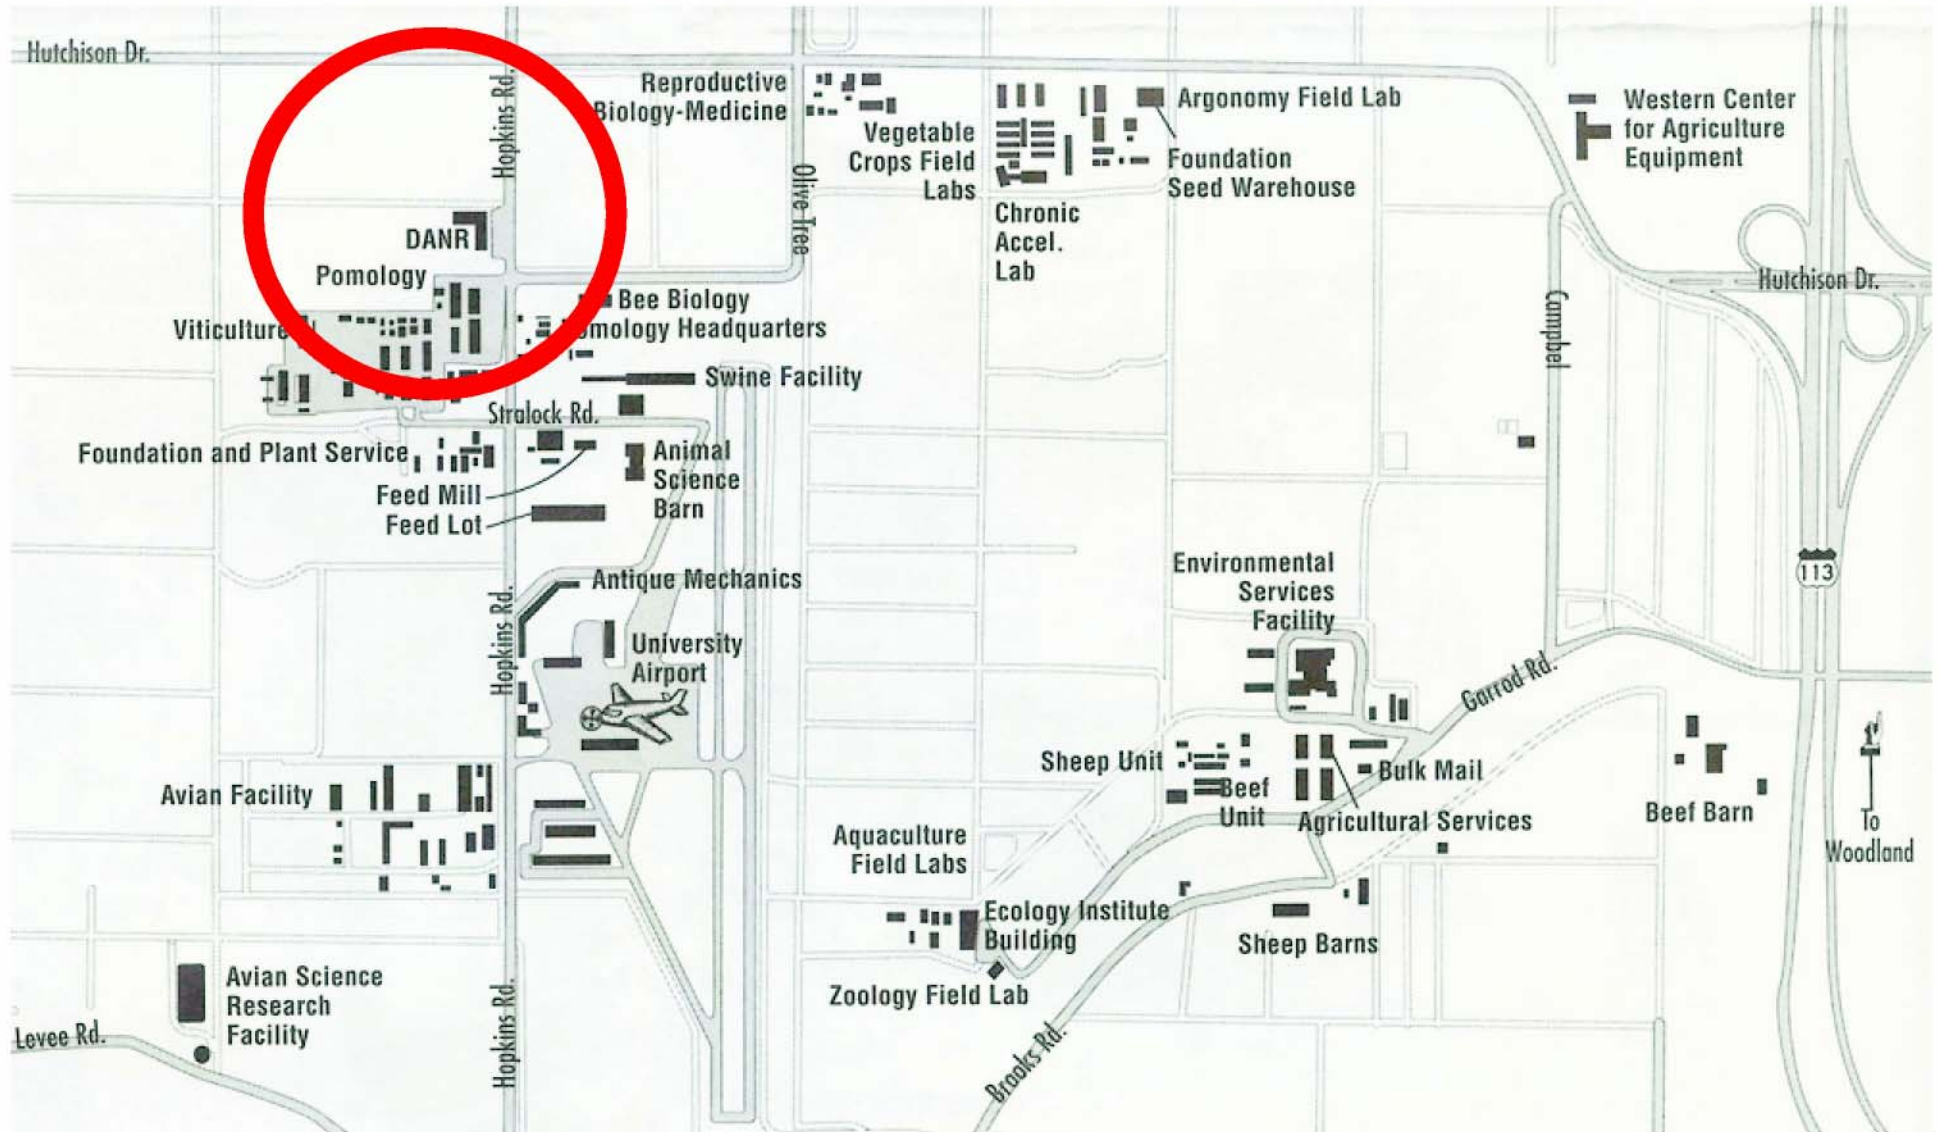 Hutchison Dr.
Hopkins Rd.
Reproductive
Biology-Medicine
Olive Tree
Vegetable
Crops Field
Labs
Argonomy Field Lab
Foundation
Seed Warehouse
Chronic
Accel.
Lab
Western Center
for Agriculture
Equipment
DANR
Pomology
Viticulture
Bee Biology
Headquarters
Hutchison Dr.
Campbel
Swine Facility
Stralock Rd.
Foundation and Plant Service
Feed Mill
Feed Lot
Animal
Science
Barn
Antique Mechanics
Hopkins Rd.
University
Airport
Environmental
Services
Facility
113
Garrod Rd.
Sheep Unit
Beef
Unit
Bulk Mail
Agricultural Services
Beef Barn
To
Woodland
Avian Facility
Aquaculture
Field Labs
Ecology Institute
Building
Zoology Field Lab
Sheep Barns
Avian Science
Research
Facility
Levee Rd.
Hopkins Rd.
Brooks Rd.